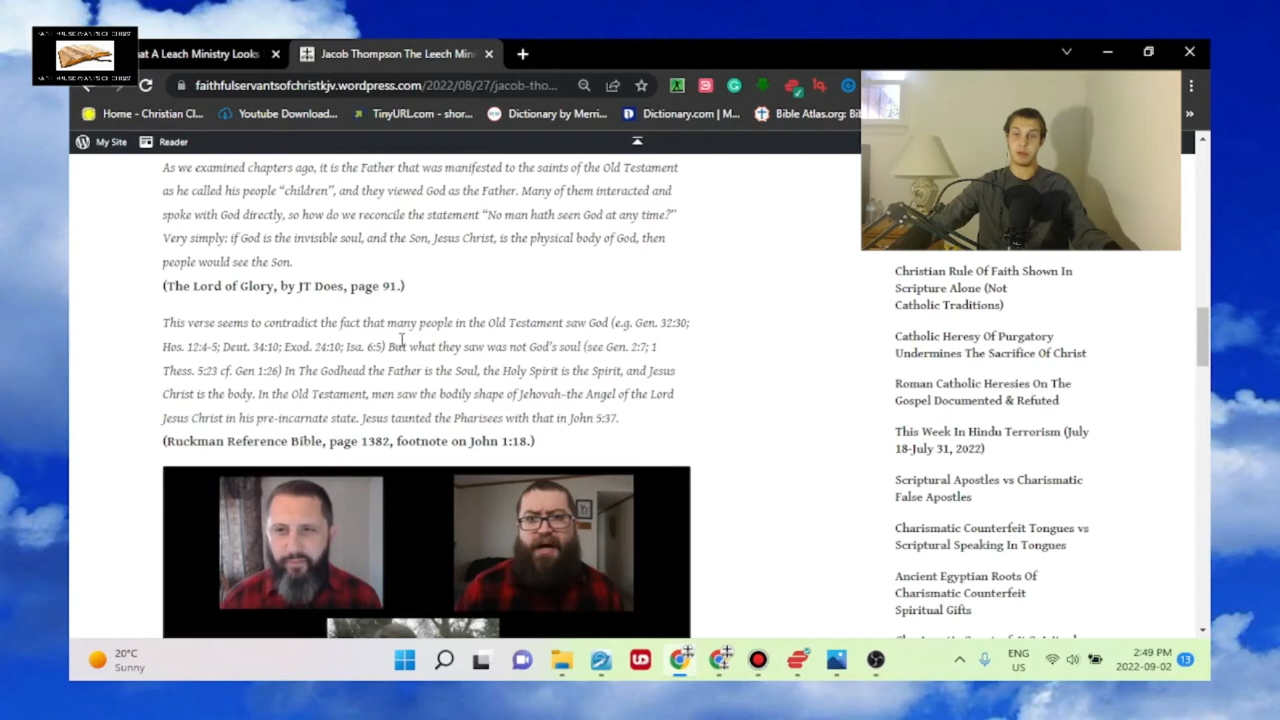 FAITHFUL SERVANTS OF CHRIST
at A Leach Ministry Looks
Jacob Thompson The Leech Min
faithfulservantsofchristkjv.wordpress.com/2022/08/27/jacob-tho...
Home - Christian Cl...
Youtube Download...
TinyURL.com - shor...
Dictionary by Merri...
Dictionary.com | M...
Bible Atlas.org: Bib
»
My Site
Reader
As we examined chapters ago, it is the Father that was manifested to the saints of the Old Testament
as he called his people “children”, and they viewed God as the Father. Many of them interacted and
spoke with God directly, so how do we reconcile the statement “No man hath seen God at any time?”
Very simply: if God is the invisible soul, and the Son, Jesus Christ, is the physical body of God, then
people would see the Son.
(The Lord of Glory, by JT Does, page 91.)
This verse seems to contradict the fact that many people in the Old Testament saw God (e.g. Gen. 32:30;
Hos. 12:4-5; Deut. 34:10; Exod. 24:10; Isa. 6:5) But what they saw was not God’s soul (see Gen. 2:7; 1
Thess. 5:23 cf. Gen 1:26) In The Godhead the Father is the Soul, the Holy Spirit is the Spirit, and Jesus
Christ is the body. In the Old Testament, men saw the bodily shape of Jehovah–the Angel of the Lord
Jesus Christ in his pre-incarnate state. Jesus taunted the Pharisees with that in John 5:37.
(Ruckman Reference Bible, page 1382, footnote on John 1:18.)
Christian Rule Of Faith Shown In
Scripture Alone (Not
Catholic Traditions)
Catholic Heresy Of Purgatory
Undermines The Sacrifice Of Christ
Roman Catholic Heresies On The
Gospel Documented & Refuted
This Week In Hindu Terrorism (July
18-July 31, 2022)
Scriptural Apostles vs Charismatic
False Apostles
Charismatic Counterfeit Tongues vs
Scriptural Speaking In Tongues
Ancient Egyptian Roots Of
Charismatic Counterfeit
Spiritual Gifts
20°C
Sunny
UD
ENG
US
2:49 PM
2022-09-02
13